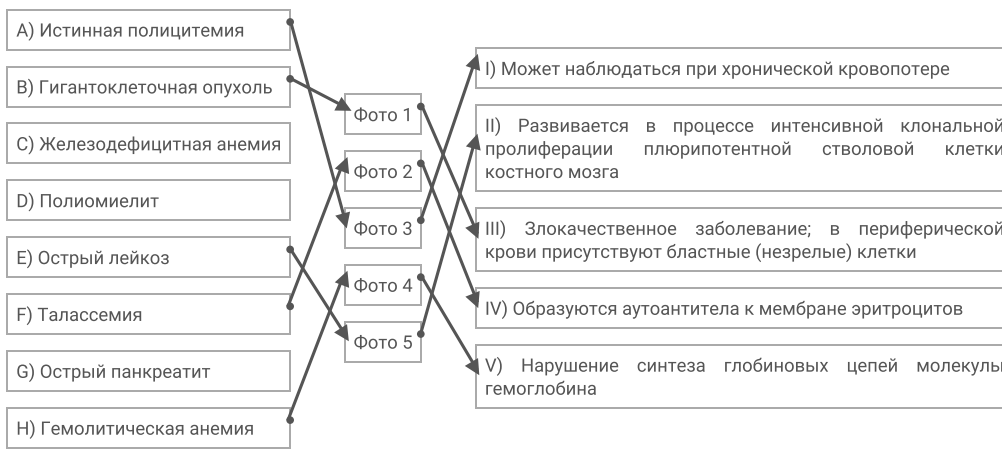 A) Истинная полицитемия
B) Гигантоклеточная опухоль
C) Железодефицитная анемия
D) Полиомиелит
E) Острый лейкоз
F) Талассемия
G) Острый панкреатит
H) Гемолитическая анемия
Фото 1
Фото 2
Фото 3
Фото 4
Фото 5
I) Может наблюдаться при хронической кровопотере
II) Развивается в процессе интенсивной клональной
пролиферации плюрипотентной стволовой клетки
костного мозга
III) Злокачественное заболевание; в периферической
крови присутствуют бластные (незрелые) клетки
IV) Образуются аутоантитела к мембране эритроцитов
V) Нарушение синтеза глобиновых цепей молекулы
гемоглобина